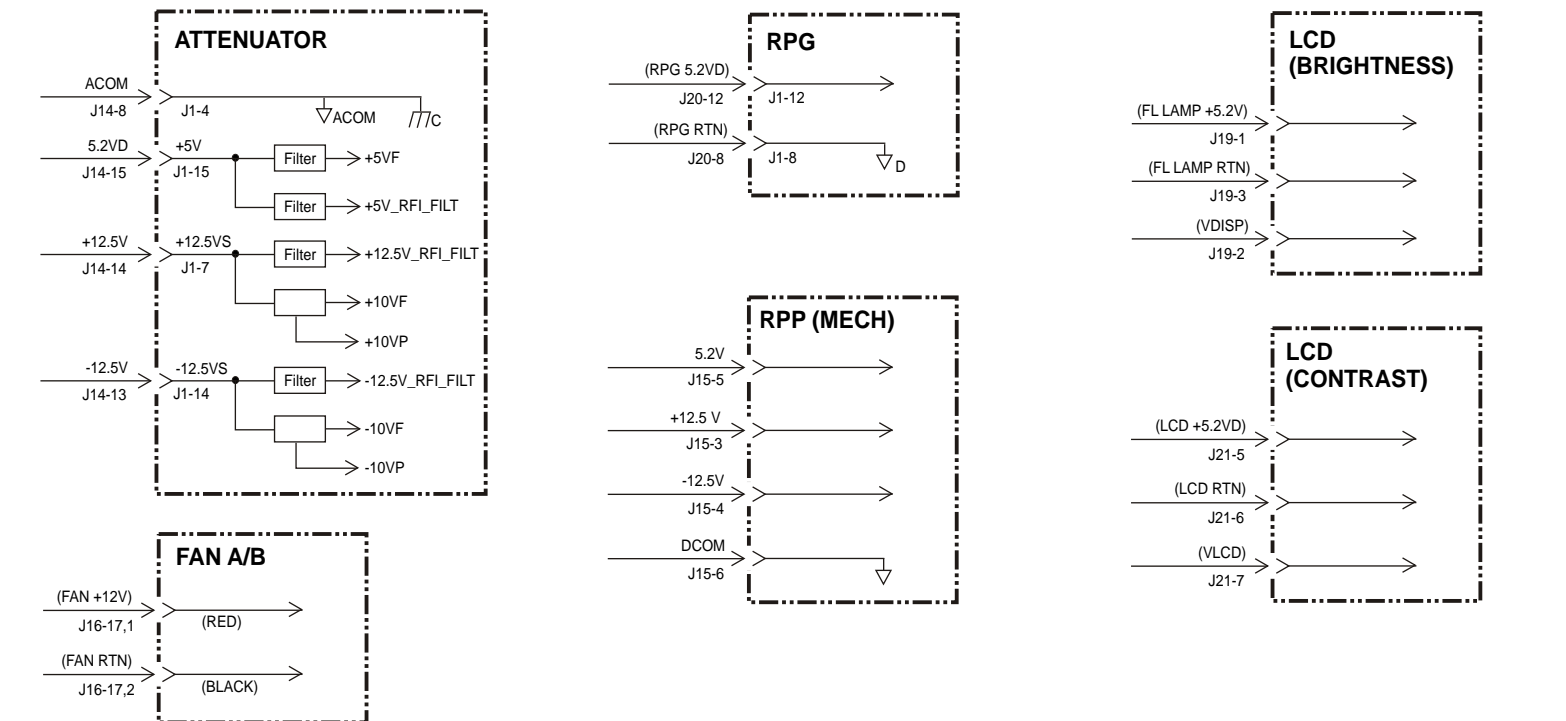 ATTENUATOR
ACOM
J14-8
J1-4
ACOM
C
5.2VD
+5V
J14-15
J1-15
Filter
+5VF
Filter
+5V_RFI_FILT
+12.5V
+12.5VS
J14-14
J1-7
Filter
+12.5V_RFI_FILT
+10VF
+10VP
-12.5V
-12.5VS
J14-13
J1-14
Filter
-12.5V_RFI_FILT
-10VF
-10VP
FAN A/B
(FAN +12V)
J16-17,1
(RED)
(FAN RTN)
J16-17,2
(BLACK)
RPG
(RPG 5.2VD)
J20-12
J1-12
(RPG RTN)
J20-8
J1-8
D
RPP (MECH)
5.2V
J15-5
+12.5 V
J15-3
-12.5V
J15-4
DCOM
J15-6
LCD
(BRIGHTNESS)
(FL LAMP +5.2V)
J19-1
(FL LAMP RTN)
J19-3
(VDISP)
J19-2
LCD
(CONTRAST)
(LCD +5.2VD)
J21-5
(LCD RTN)
J21-6
(VLCD)
J21-7